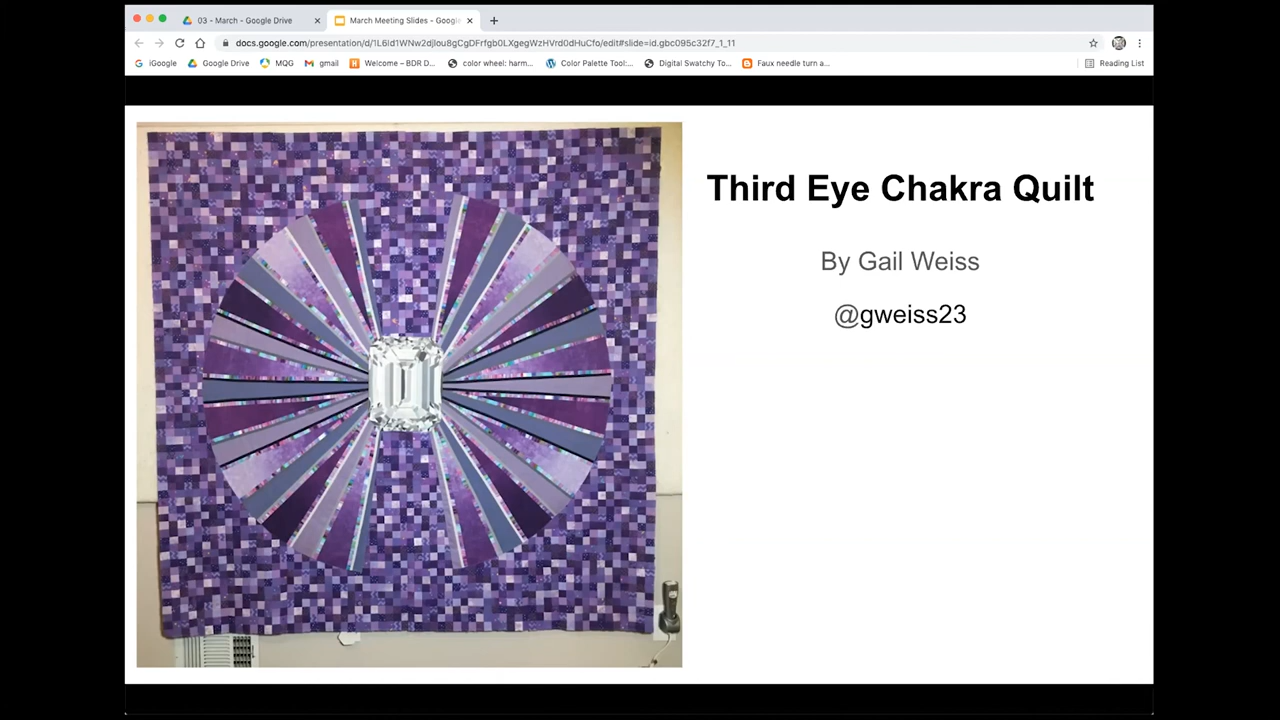 03 - March - Google Drive
March Meeting Slides - Google
docs.google.com/presentation/d/1L6Id1WNw2djlou8gCgDFrfgb0LXgegWzHVrd0dHuCfo/edit#slide=id.gbc095c32f7_1_11
iGoogle
Google Drive
MQG
gmail
Welcome – BDR D...
color wheel: harm...
Color Palette Tool:...
Digital Swatchy To...
Faux needle turn a...
Reading List
Third Eye Chakra Quilt
By Gail Weiss
@gweiss23